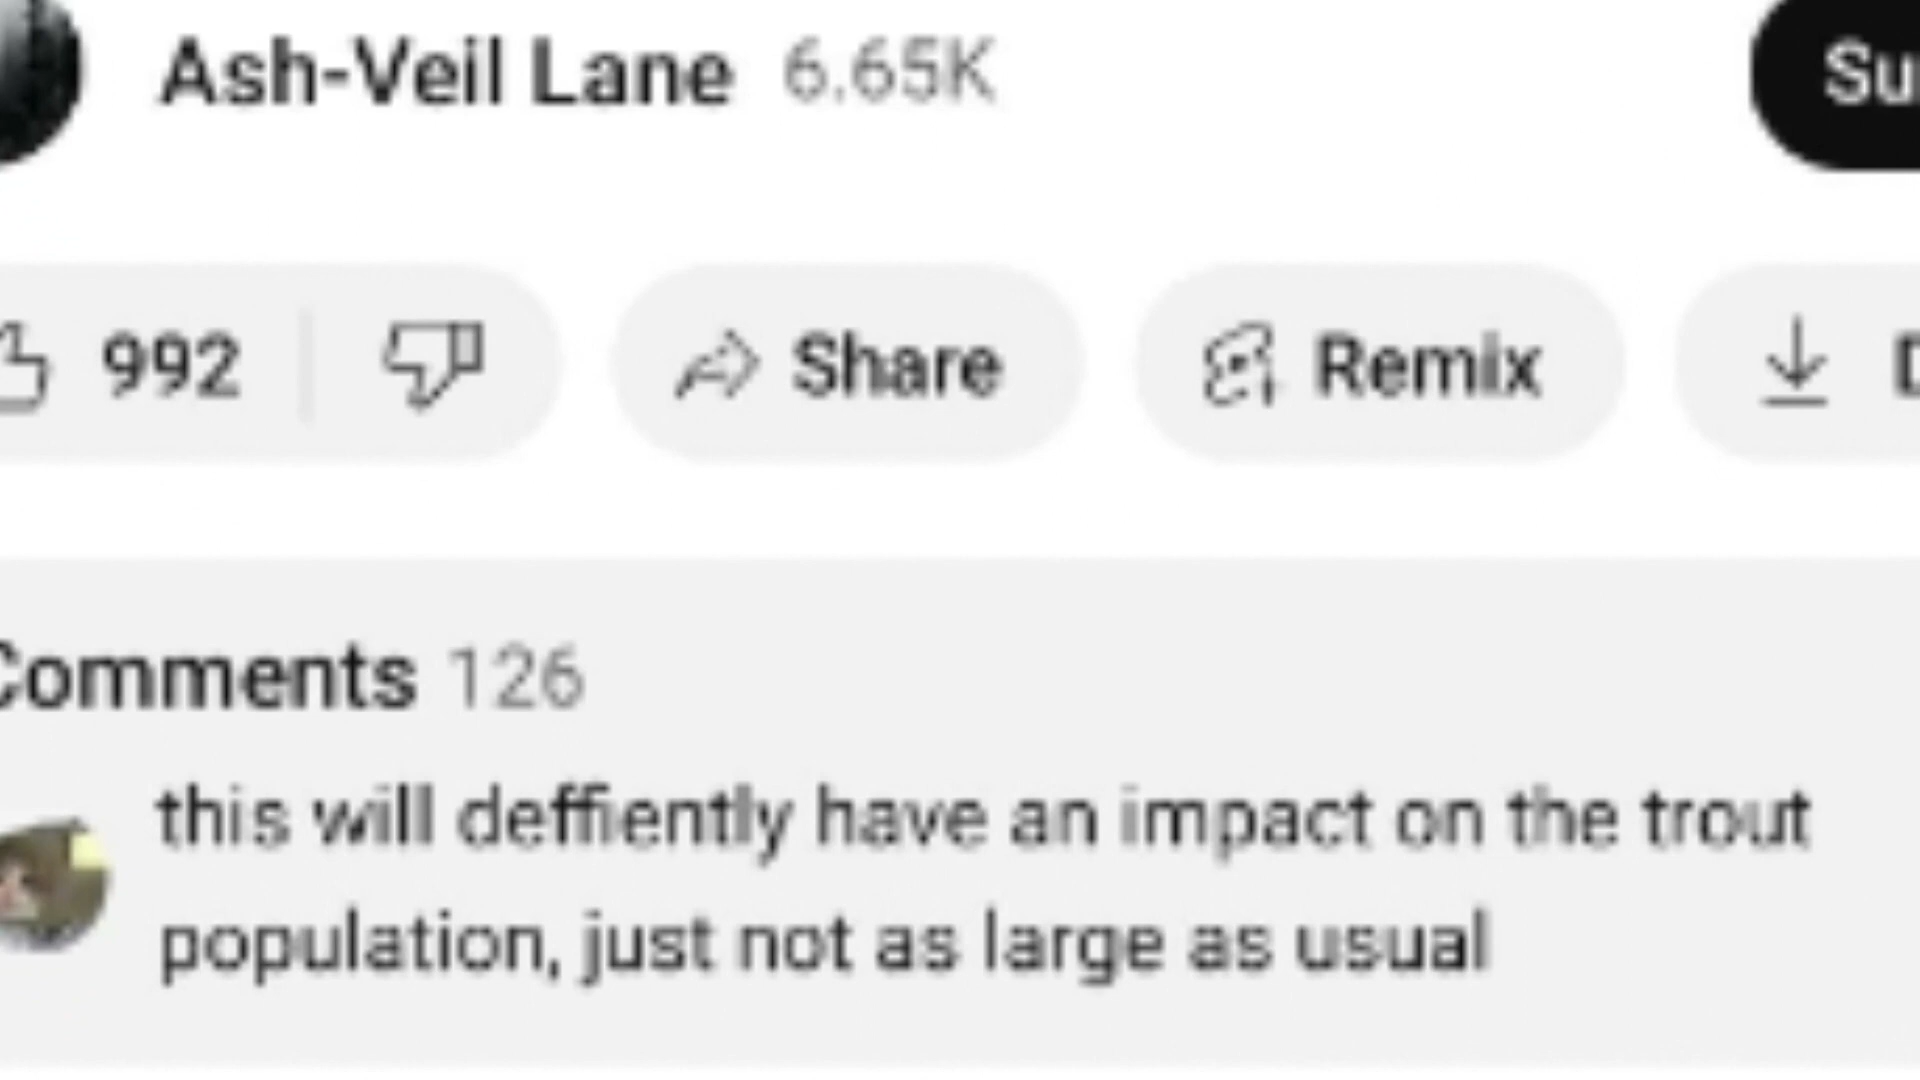 Ash-Veil Lane 6.65K Su
992 Share Remix D
Comments 126
this will deffiently have an impact on the trout
population, just not as large as usual